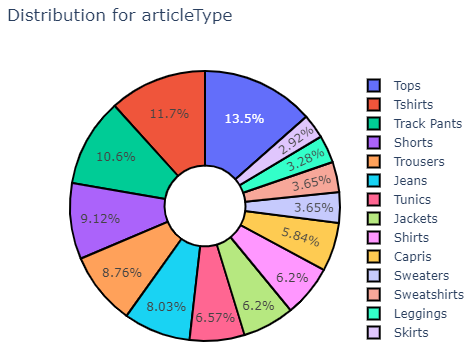 Distribution for articleType
13.5%
11.7%
10.6%
9.12%
8.76%
8.03%
6.57%
6.2%
6.2%
5.84%
3.65%
3.65%
3.28%
2.92%
Tops
Tshirts
Track Pants
Shorts
Trousers
Jeans
Tunics
Jackets
Shirts
Capris
Sweaters
Sweatshirts
Leggings
Skirts